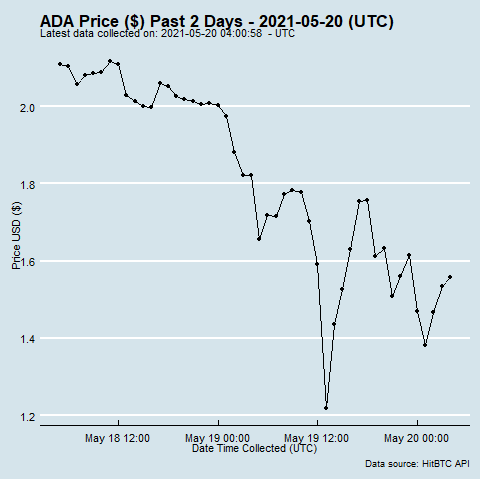 ADA Price ($) Past 2 Days - 2021-05-20 (UTC)
Latest data collected on: 2021-05-20 04:00:58 - UTC
Price USD ($)
2.0
1.8
1.6
1.4
1.2
May 18 12:00
May 19 00:00
May 19 12:00
May 20 00:00
Date Time Collected (UTC)
Data source: HitBTC API